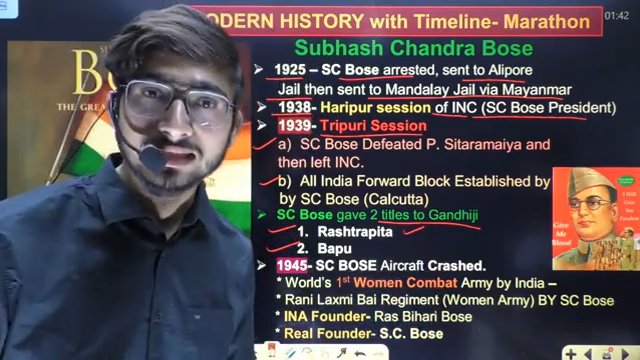 MODERN HISTORY with Timeline- Marathon
01:42
Subhash Chandra Bose
➤ 1925 – SC Bose arrested, sent to Alipore
Jail then sent to Mandalay Jail via Mayanmar
➤ 1938- Haripur session of INC (SC Bose President)
➤ 1939- Tripuri Session
a) SC Bose Defeated P. Sitaramaiya and
then left INC.
b) All India Forward Block Established by
by SC Bose (Calcutta)
➤ SC Bose gave 2 titles to Gandhiji
1. Rashtrapita
2. Bapu
➤ 1945- SC BOSE Aircraft Crashed.
* World's 1st Women Combat Army by India –
* Rani Laxmi Bai Regiment (Women Army) BY SC Bose
* INA Founder- Ras Bihari Bose
* Real Founder- S.C. Bose
THE GREA
Give
Me
Blood